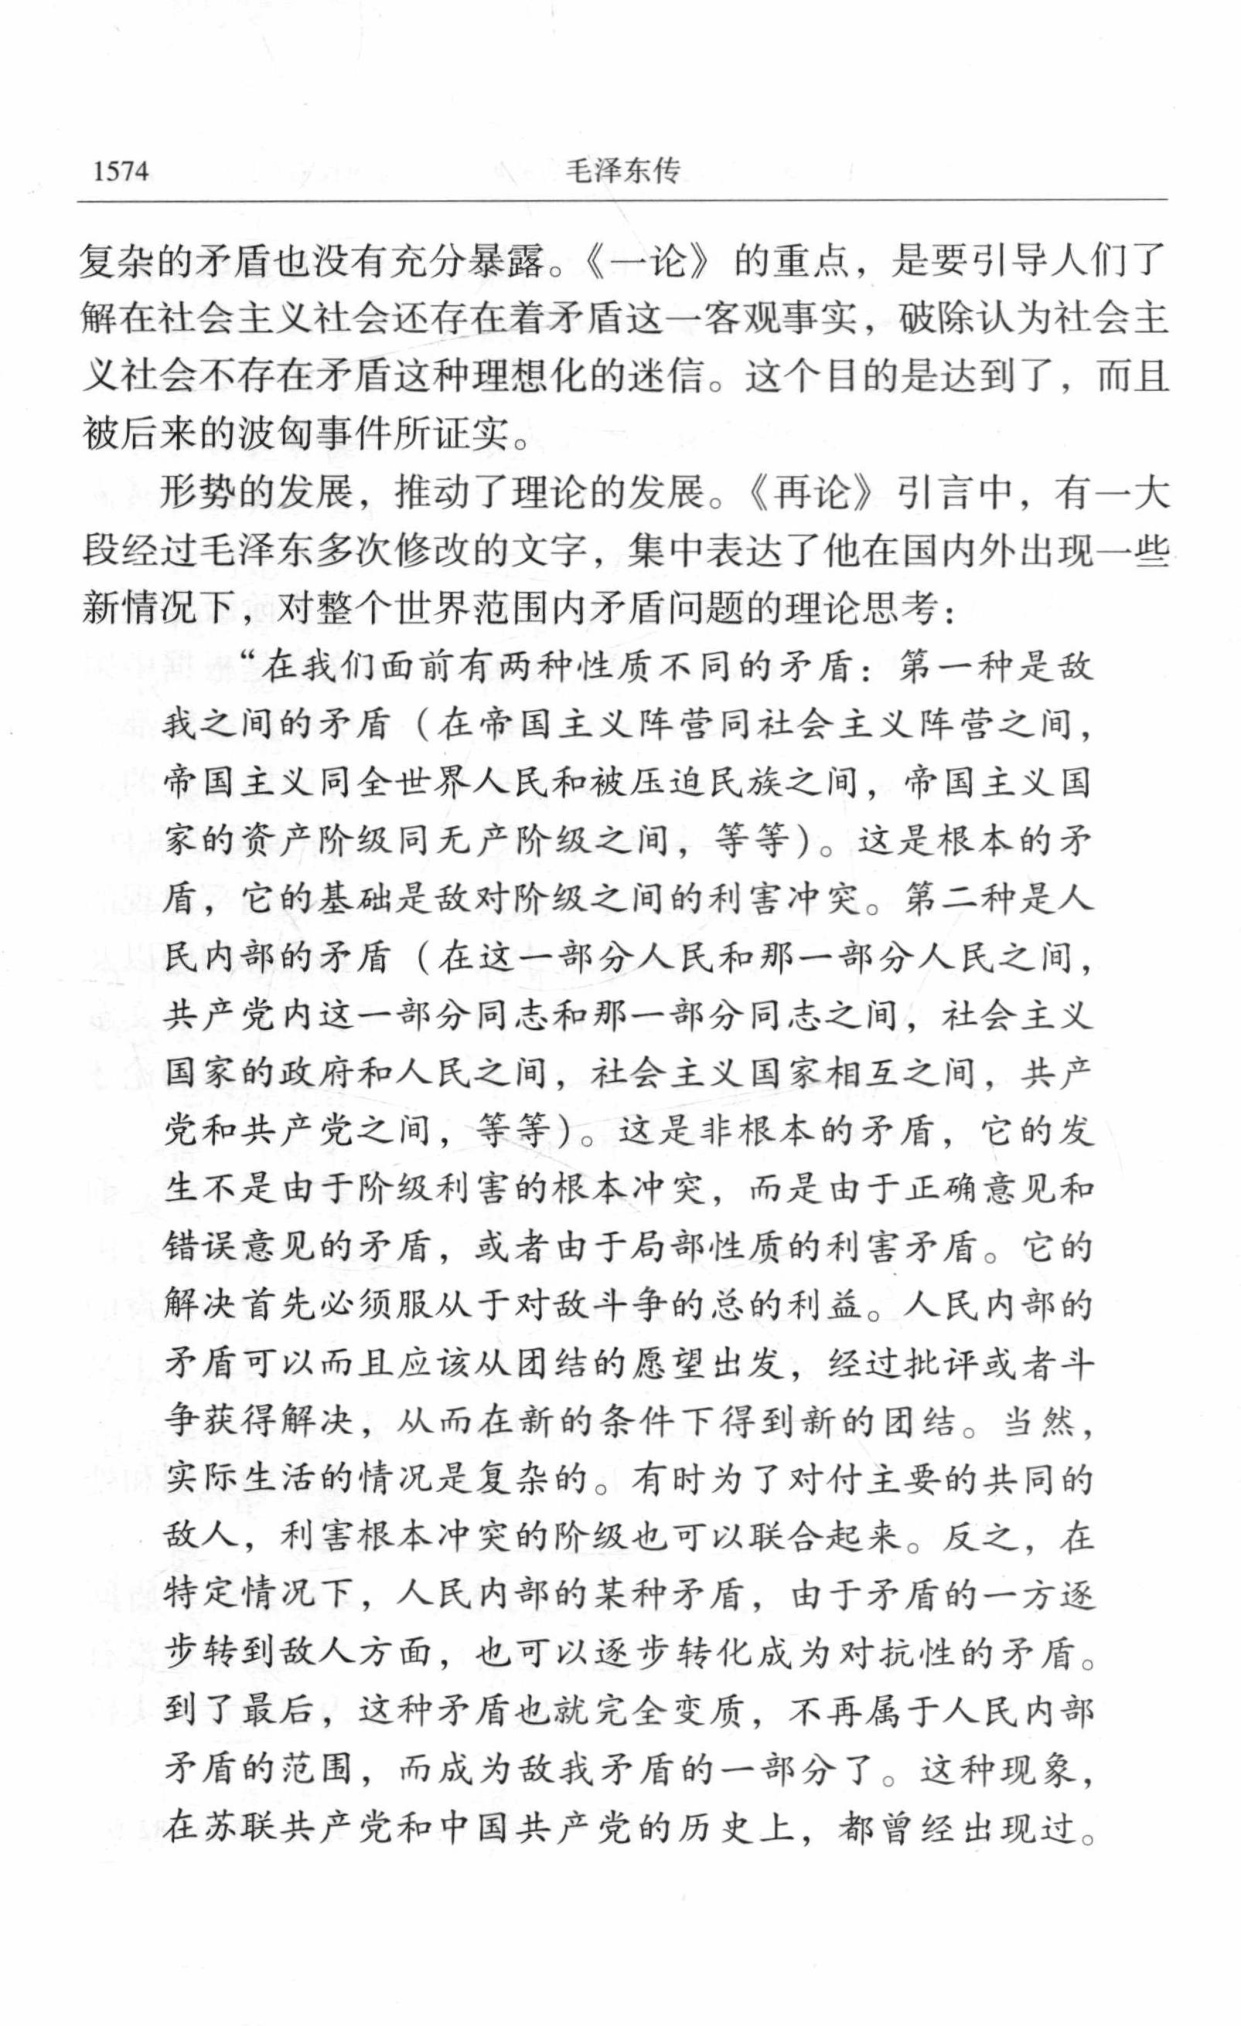 1574 毛泽东传
复杂的矛盾也没有充分暴露。《一论》的重点，是要引导人们了
解在社会主义社会还存在着矛盾这一客观事实，破除认为社会主
义社会不存在矛盾这种理想化的迷信。这个目的是达到了，而且
被后来的波匈事件所证实。
形势的发展，推动了理论的发展。《再论》引言中，有一大
段经过毛泽东多次修改的文字，集中表达了他在国内外出现一些
新情况下，对整个世界范围内矛盾问题的理论思考：
“在我们面前有两种性质不同的矛盾：第一种是敌
我之间的矛盾（在帝国主义阵营同社会主义阵营之间，
帝国主义同全世界人民和被压迫民族之间，帝国主义国
家的资产阶级同无产阶级之间，等等）。这是根本的矛
盾，它的基础是敌对阶级之间的利害冲突。第二种是人
民内部的矛盾（在这一部分人民和那一部分人民之间，
共产党内这一部分同志和那一部分同志之间，社会主义
国家的政府和人民之间，社会主义国家相互之间，共产
党和共产党之间，等等）。这是非根本的矛盾，它的发
生不是由于阶级利害的根本冲突，而是由于正确意见和
错误意见的矛盾，或者由于局部性质的利害矛盾。它的
解决首先必须服从于对敌斗争的总的利益。人民内部的
矛盾可以而且应该从团结的愿望出发，经过批评或者斗
争获得解决，从而在新的条件下得到新的团结。当然，
实际生活的情况是复杂的。有时为了对付主要的共同的
敌人，利害根本冲突的阶级也可以联合起来。反之，在
特定情况下，人民内部的某种矛盾，由于矛盾的一方逐
步转到敌人方面，也可以逐步转化成为对抗性的矛盾。
到了最后，这种矛盾也就完全变质，不再属于人民内部
矛盾的范围，而成为敌我矛盾的一部分了。这种现象，
在苏联共产党和中国共产党的历史上，都曾经出现过。